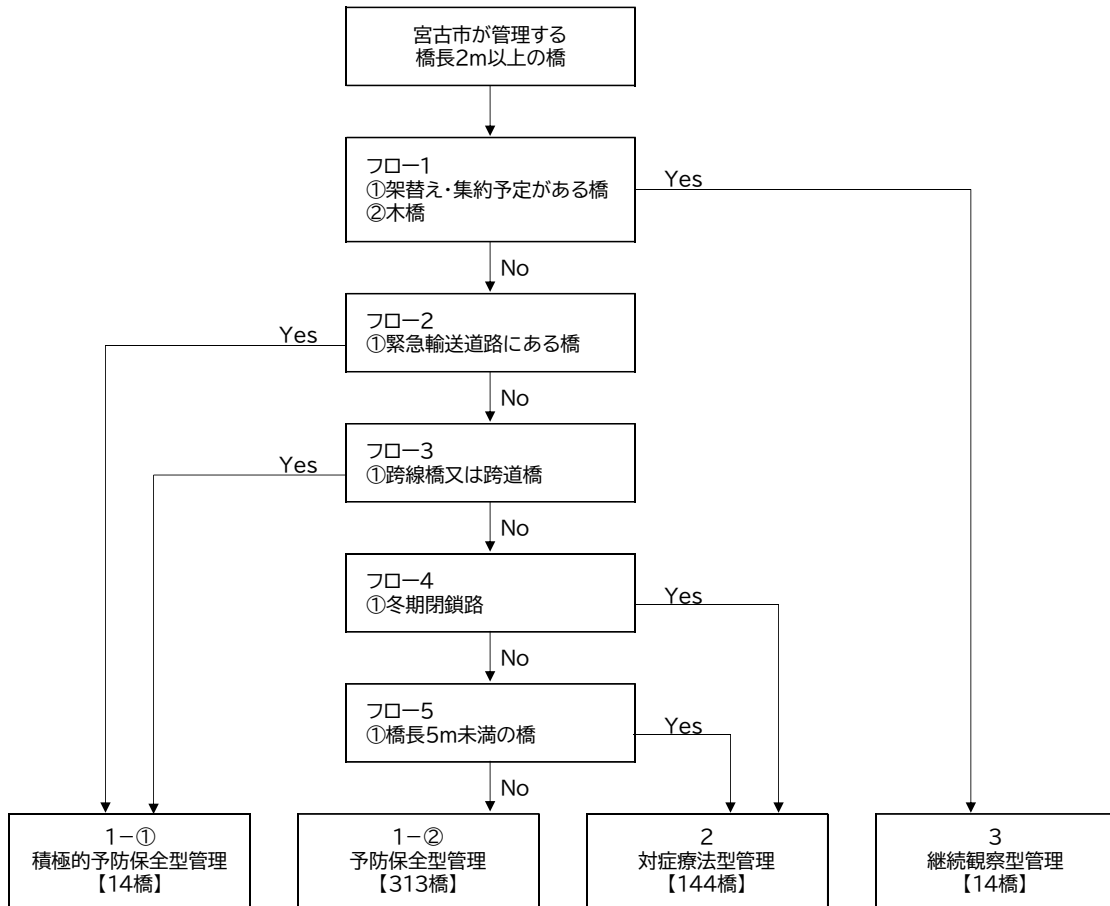 宮古市が管理する
橋長2m以上の橋
フロー1
①架替え・集約予定がある橋
②木橋
Yes
No
フロー2
①緊急輸送道路にある橋
Yes
No
フロー3
①跨線橋又は跨道橋
Yes
No
フロー4
①冬期閉鎖路
Yes
No
フロー5
①橋長5m未満の橋
Yes
No
1－①
積極的予防保全型管理
【14橋】
1－②
予防保全型管理
【313橋】
2
対症療法型管理
【144橋】
3
継続観察型管理
【14橋】